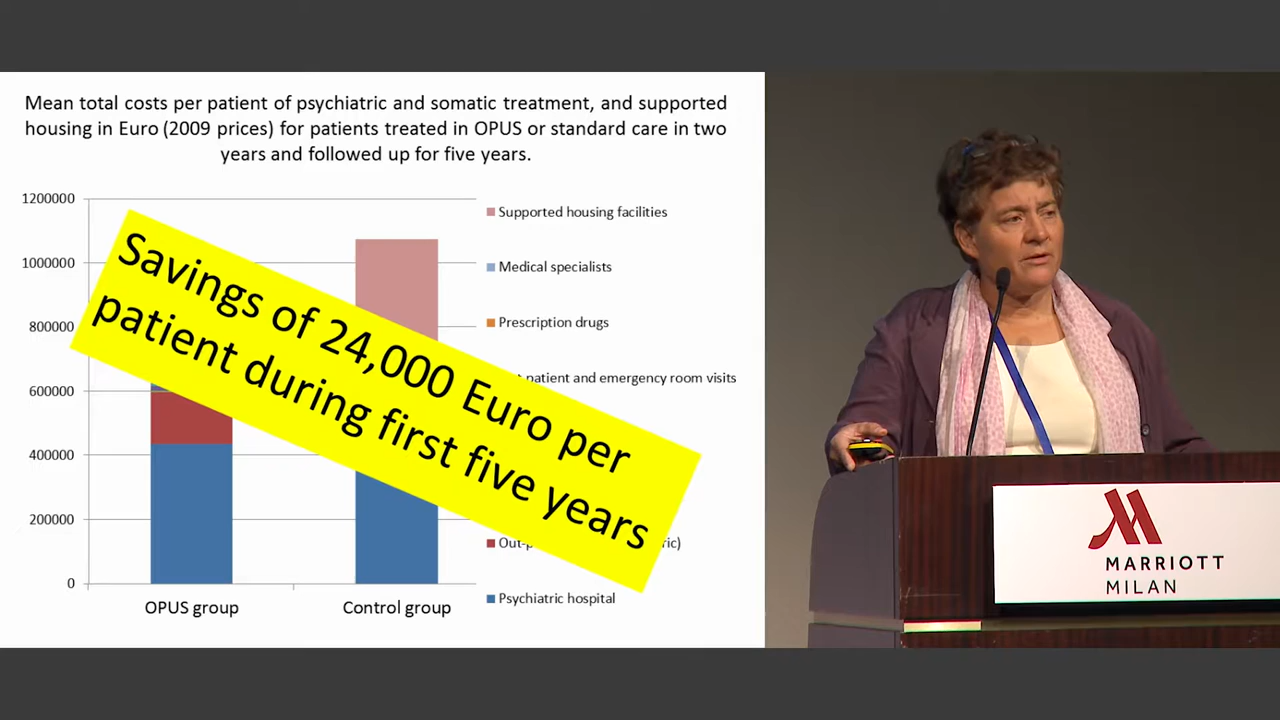 Mean total costs per patient of psychiatric and somatic treatment, and supported
housing in Euro (2009 prices) for patients treated in OPUS or standard care in two
years and followed up for five years.
1200000
1000000
800000
600000
400000
200000
0
Savings of 24,000 Euro per
patient during first five years
OPUS group
Control group
Supported housing facilities
Medical specialists
Prescription drugs
patient and emergency room visits
Psychiatric hospital
MARRIOTT
MILAN